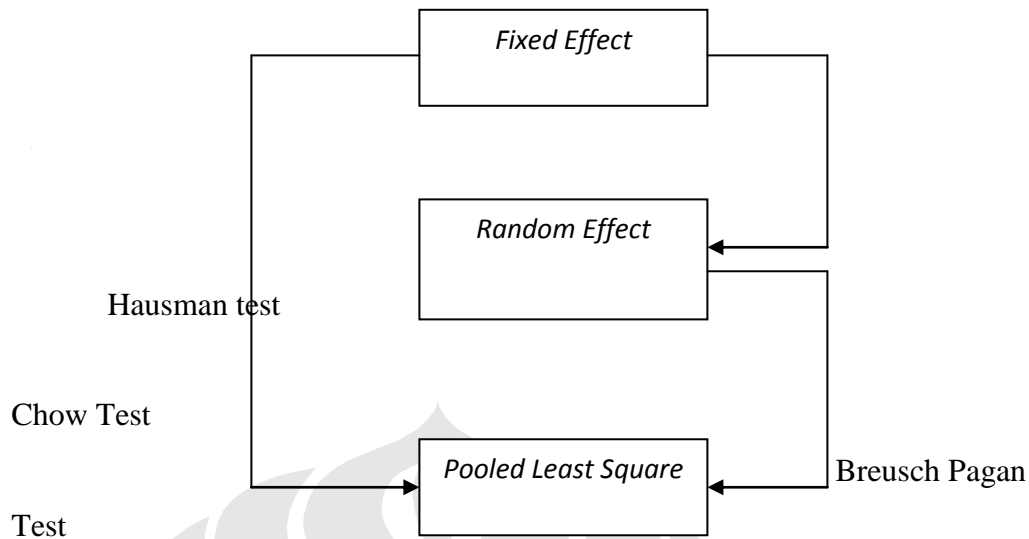 Fixed Effect
Random Effect
Hausman test
Chow Test
Pooled Least Square
Breusch Pagan
Test